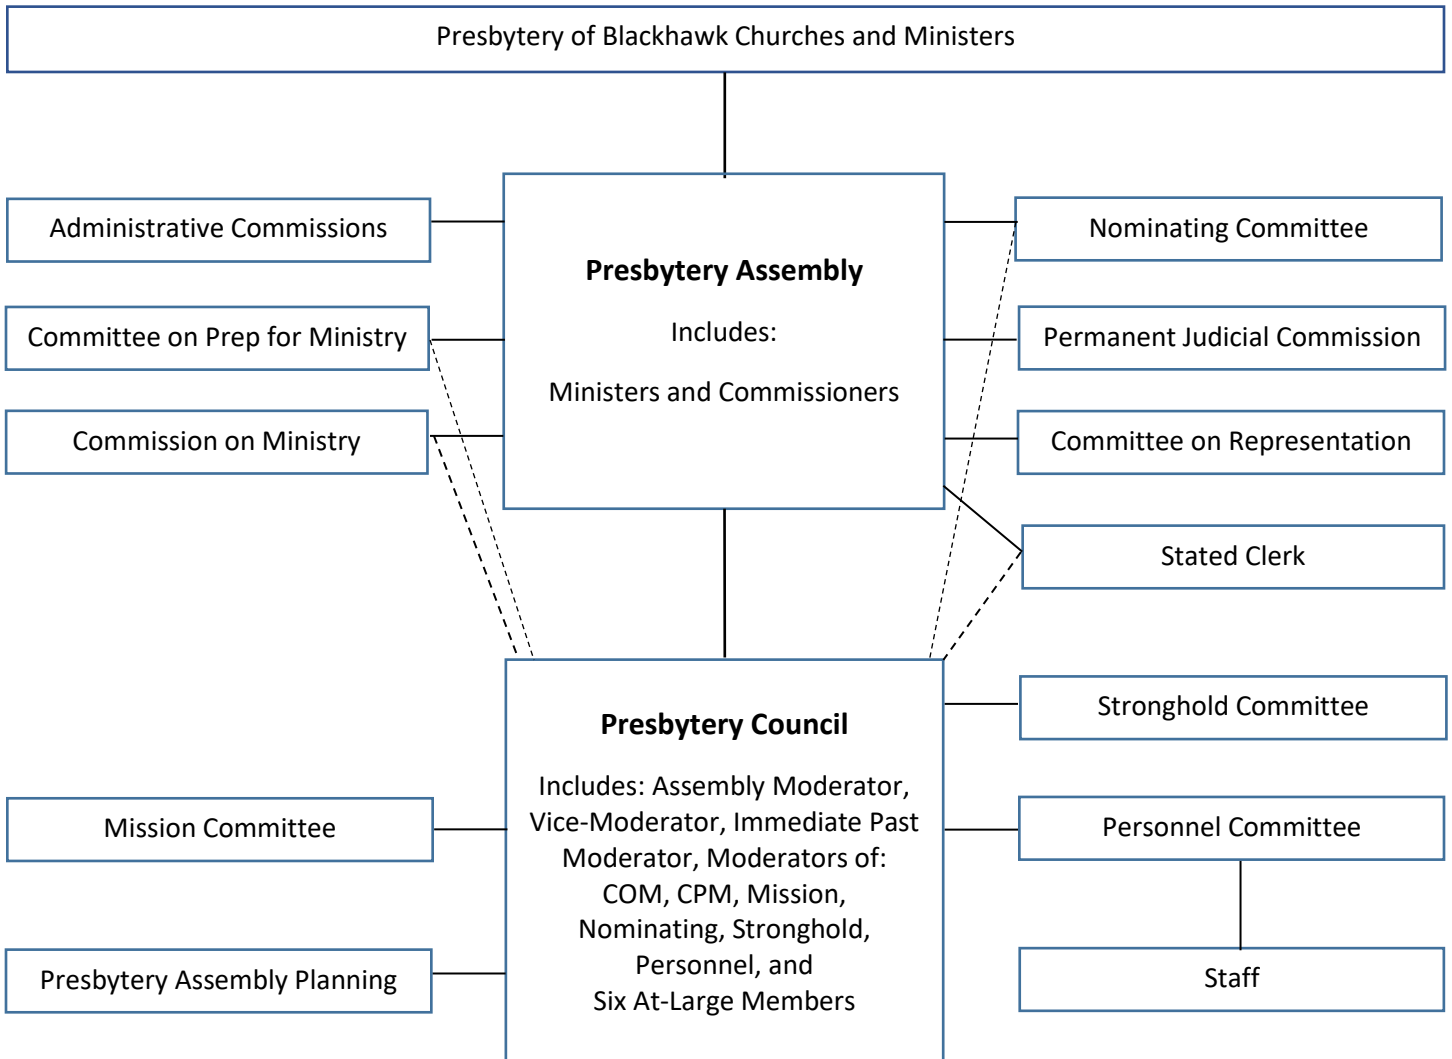 Presbytery of Blackhawk Churches and Ministers
Administrative Commissions
Committee on Prep for Ministry
Commission on Ministry
Presbytery Assembly
Includes:
Ministers and Commissioners
Nominating Committee
Permanent Judicial Commission
Committee on Representation
Stated Clerk
Mission Committee
Presbytery Assembly Planning
Presbytery Council
Includes: Assembly Moderator,
Vice-Moderator, Immediate Past
Moderator, Moderators of:
COM, CPM, Mission,
Nominating, Stronghold,
Personnel, and
Six At-Large Members
Stronghold Committee
Personnel Committee
Staff